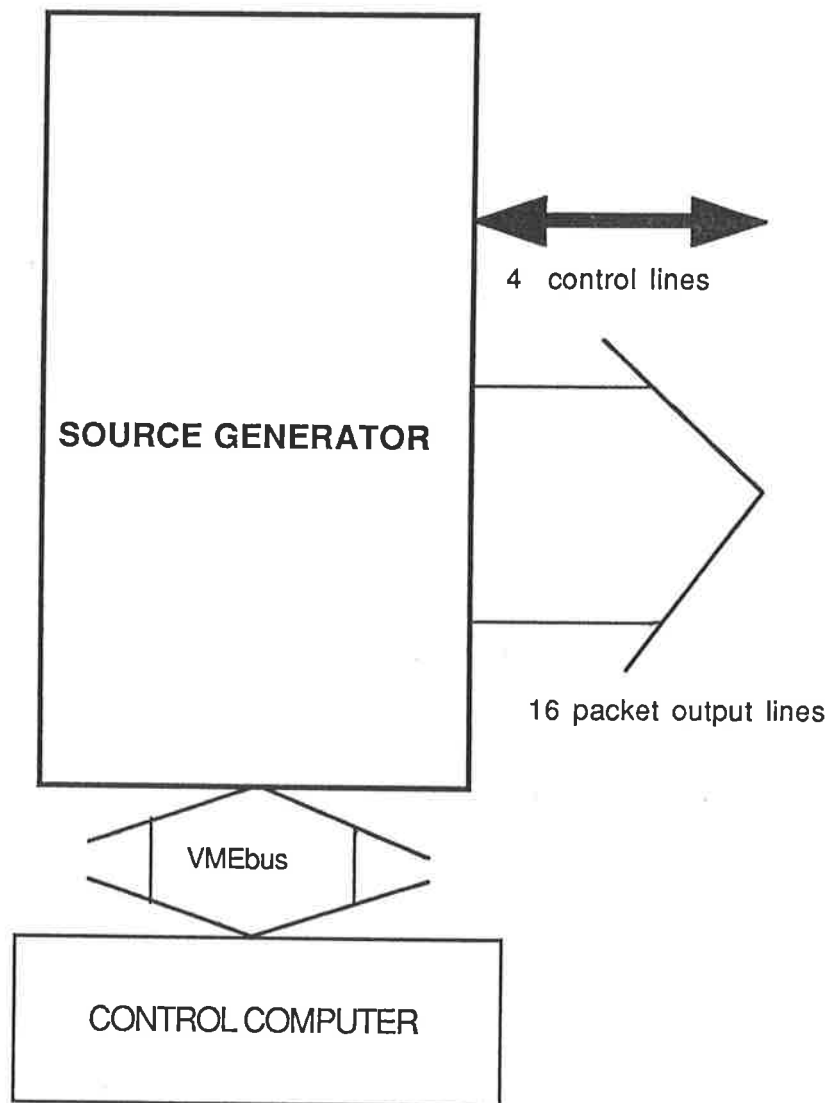 4 control lines
SOURCE GENERATOR
16 packet output lines
VMEbus
CONTROL COMPUTER